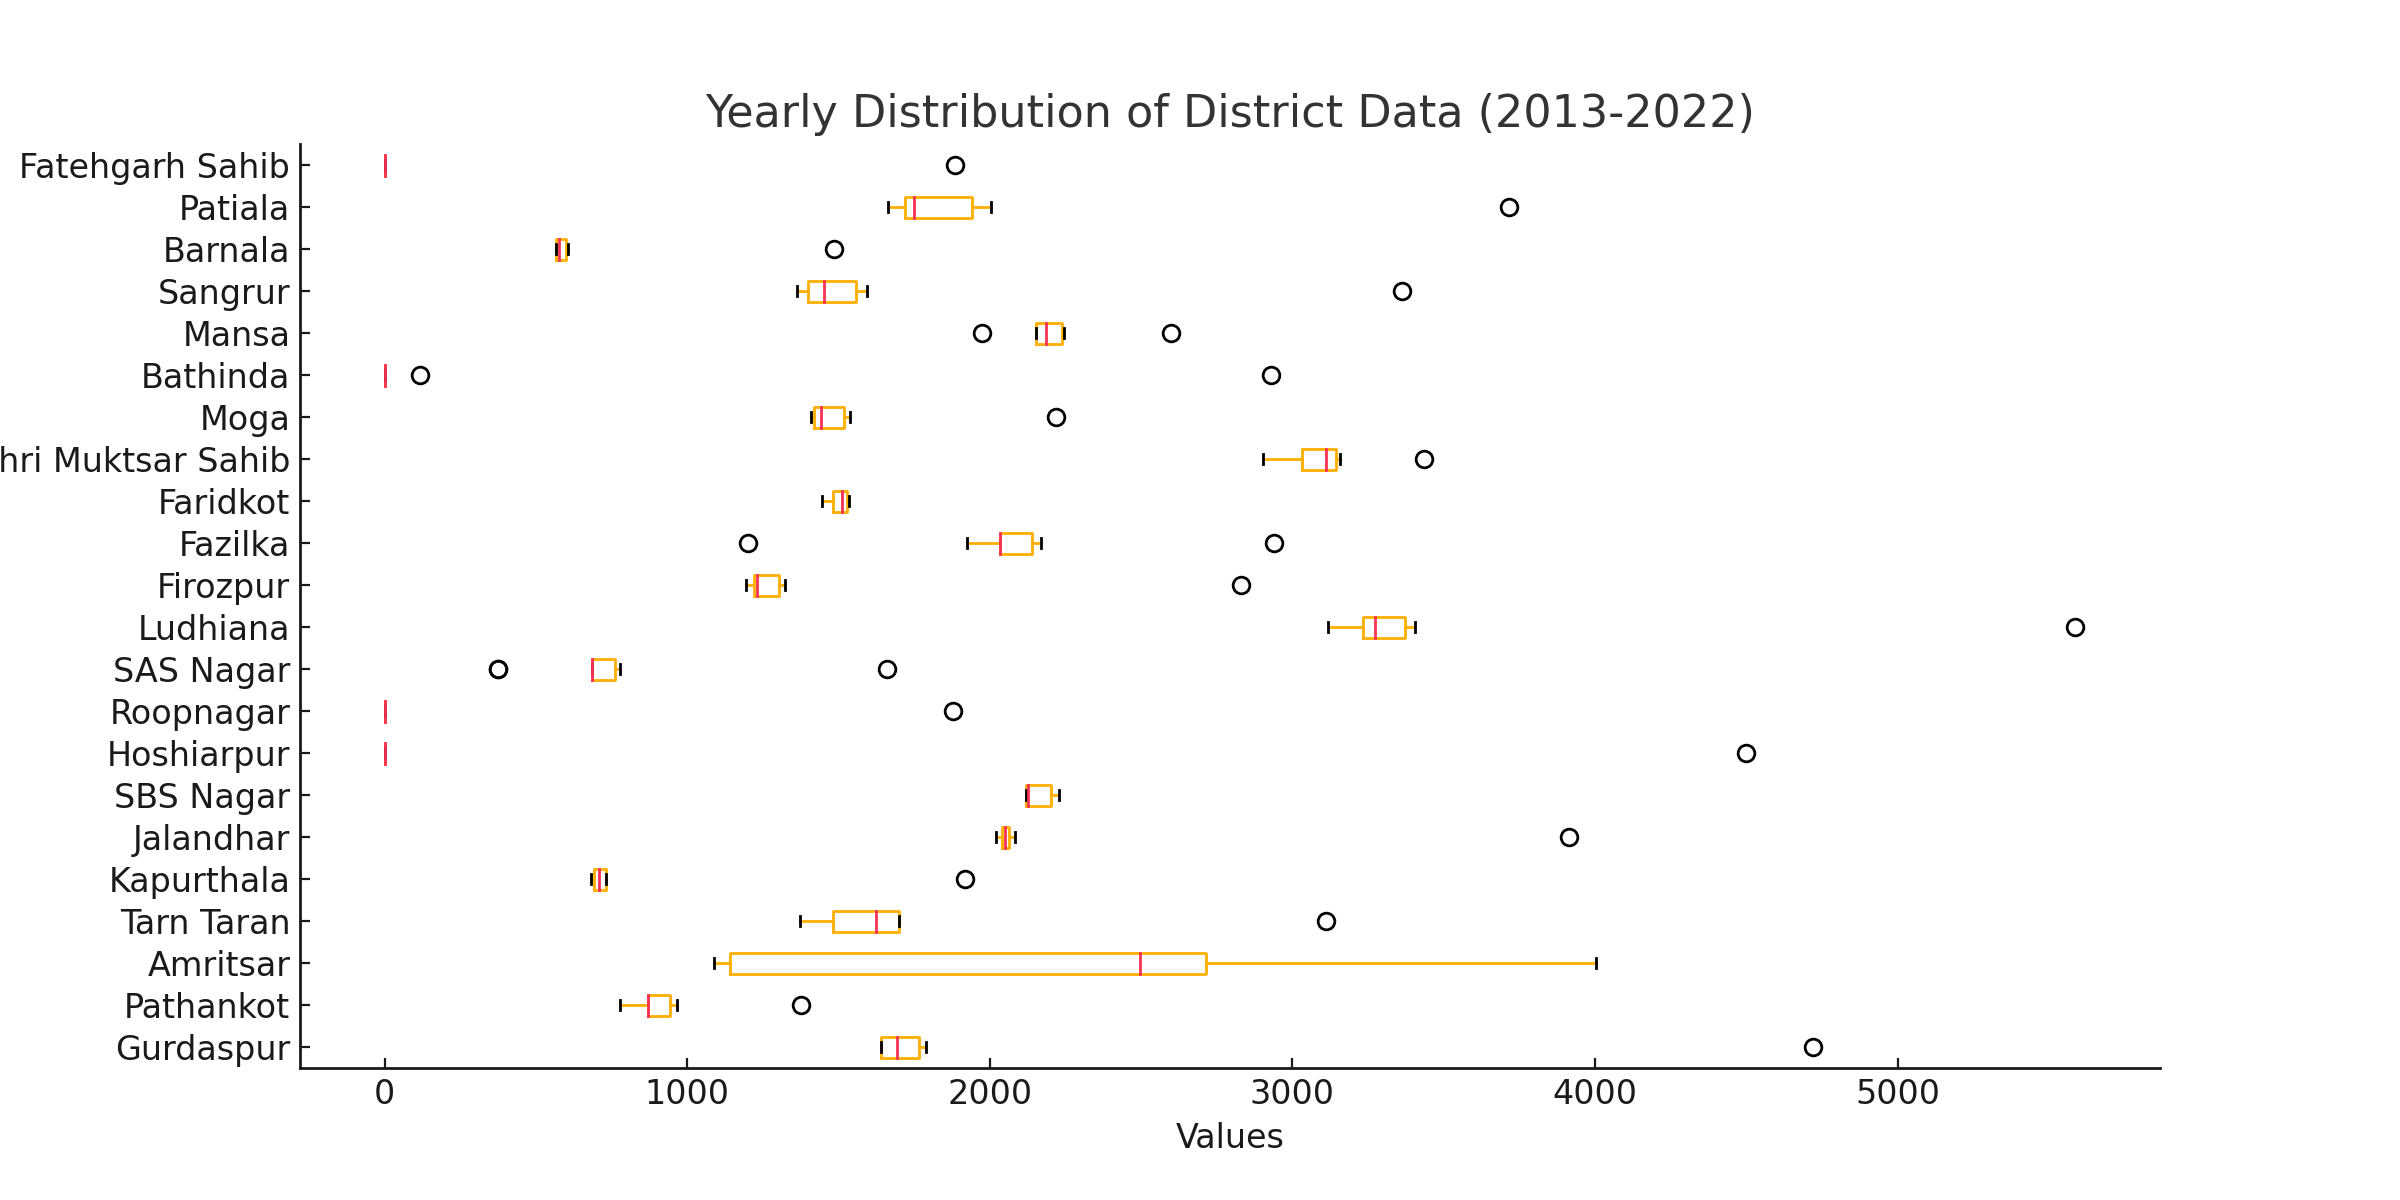 Yearly Distribution of District Data (2013-2022)
Fatehgarh Sahib
Patiala
Barnala
Sangrur
Mansa
Bathinda
Moga
hri Muktsar Sahib
Faridkot
Fazilka
Firozpur
Ludhiana
SAS Nagar
Roopnagar
Hoshiarpur
SBS Nagar
Jalandhar
Kapurthala
Tarn Taran
Amritsar
Pathankot
Gurdaspur
0 1000 2000 3000 4000 5000
Values